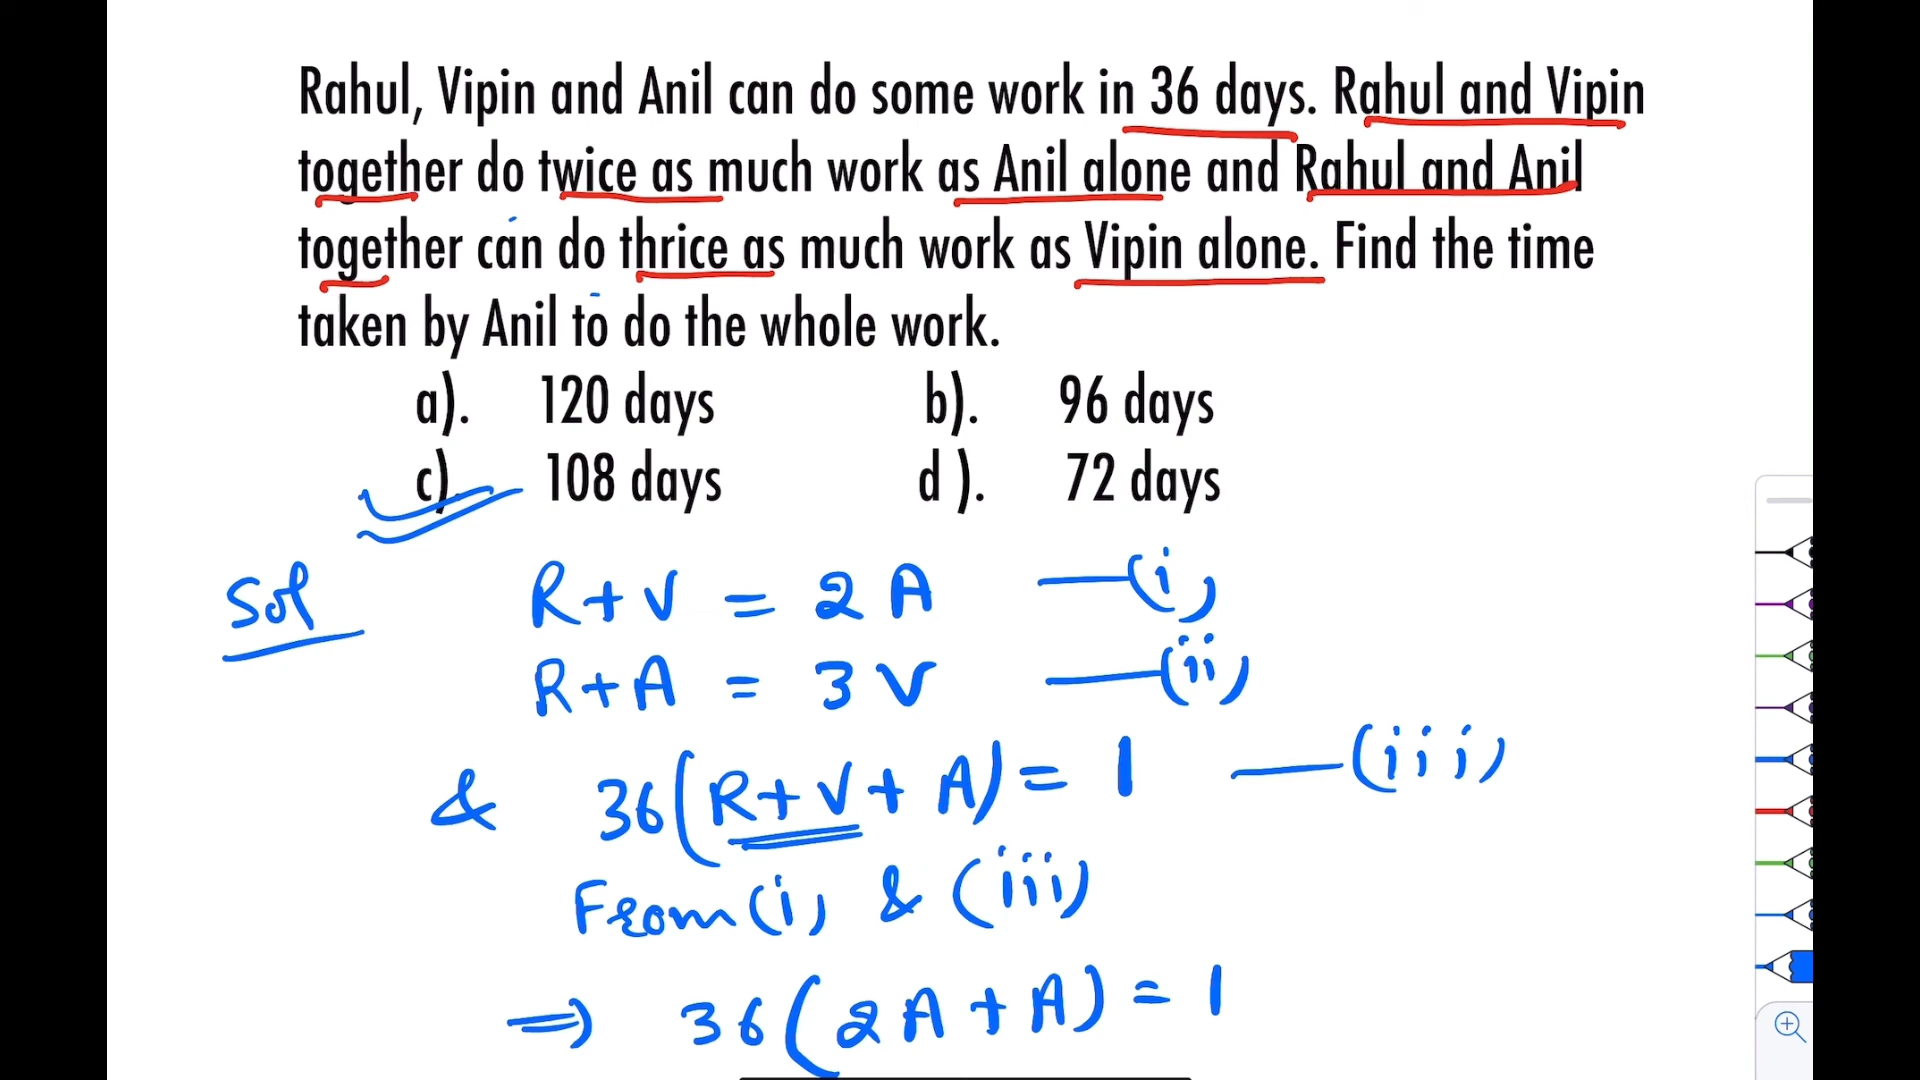 Rahul, Vipin and Anil can do some work in 36 days. Rahul and Vipin
together do twice as much work as Anil alone and Rahul and Anil
together can do thrice as much work as Vipin alone. Find the time
taken by Anil to do the whole work.
a). 120 days b). 96 days
c). 108 days d ). 72 days
Sol R+V = 2A —(i)
R+A = 3V —(ii)
& 36(R+V+A) = 1 —(iii)
From (i) & (iii)
⇒ 36(2A+A) = 1